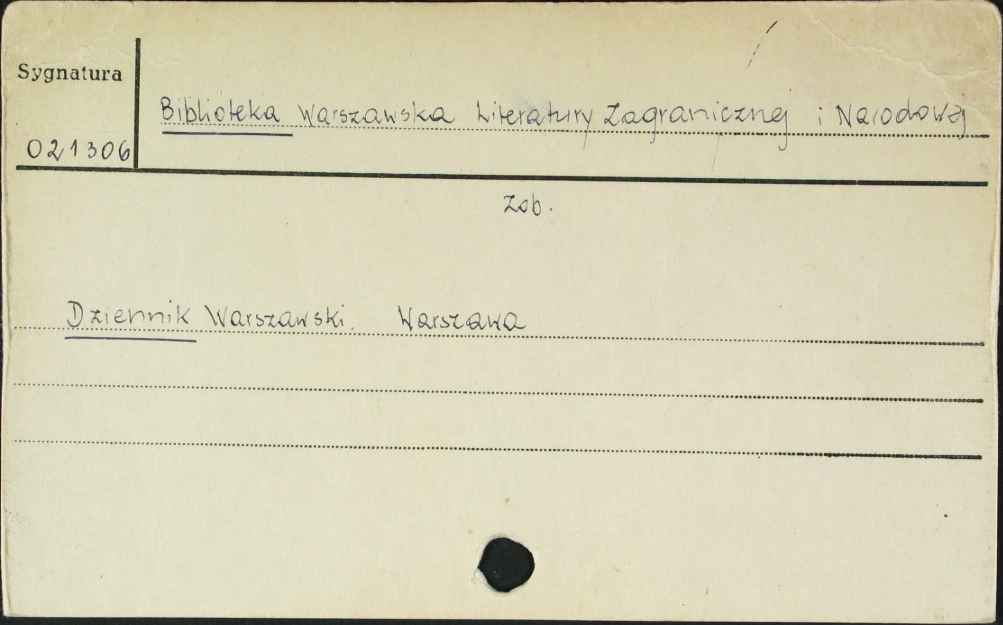 Sygnatura
Biblioteka Warszawska Literatury Zagranicznej i Narodowej
021306
Zob.
Dziennik Warszawski. Warszawa